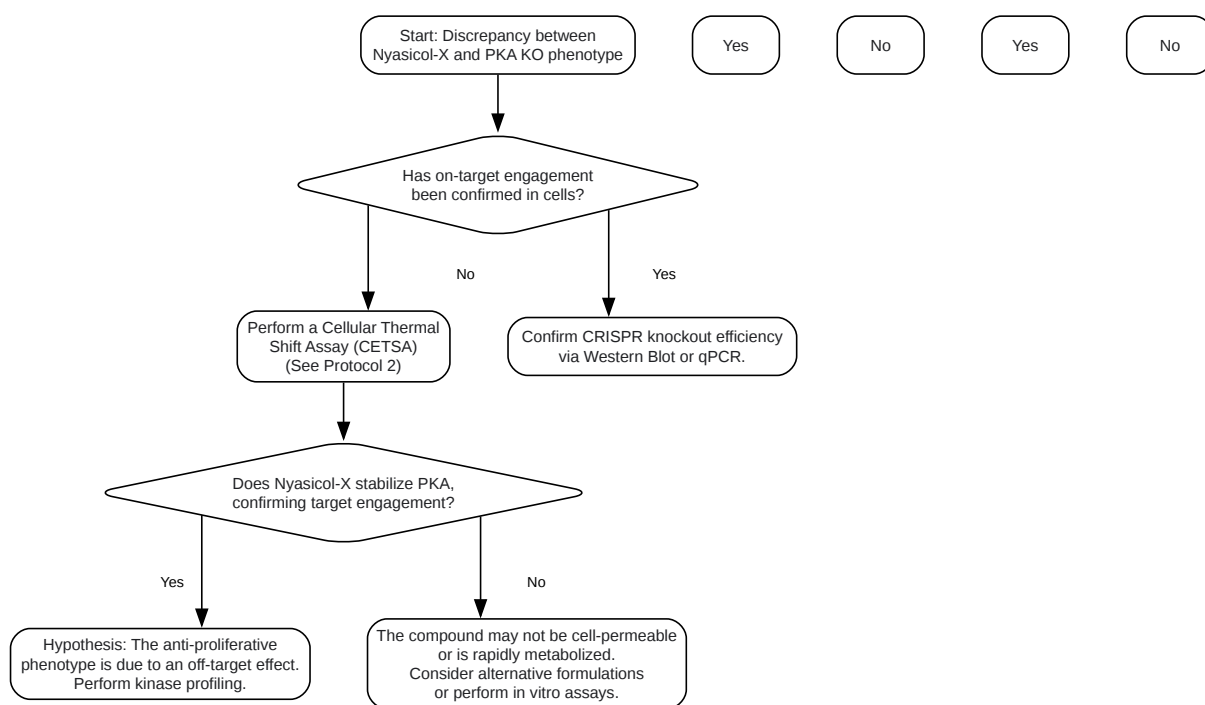 Start: Discrepancy between
Nyasicol-X and PKA KO phenotype
Yes
No
Yes
No
Has on-target engagement
been confirmed in cells?
No
Yes
Perform a Cellular Thermal
Shift Assay (CETSA)
(See Protocol 2)
Confirm CRISPR knockout efficiency
via Western Blot or qPCR.
Does Nyasicol-X stabilize PKA,
confirming target engagement?
Yes
No
Hypothesis: The anti-proliferative
phenotype is due to an off-target effect.
Perform kinase profiling.
The compound may not be cell-permeable
or is rapidly metabolized.
Consider alternative formulations
or perform in vitro assays.